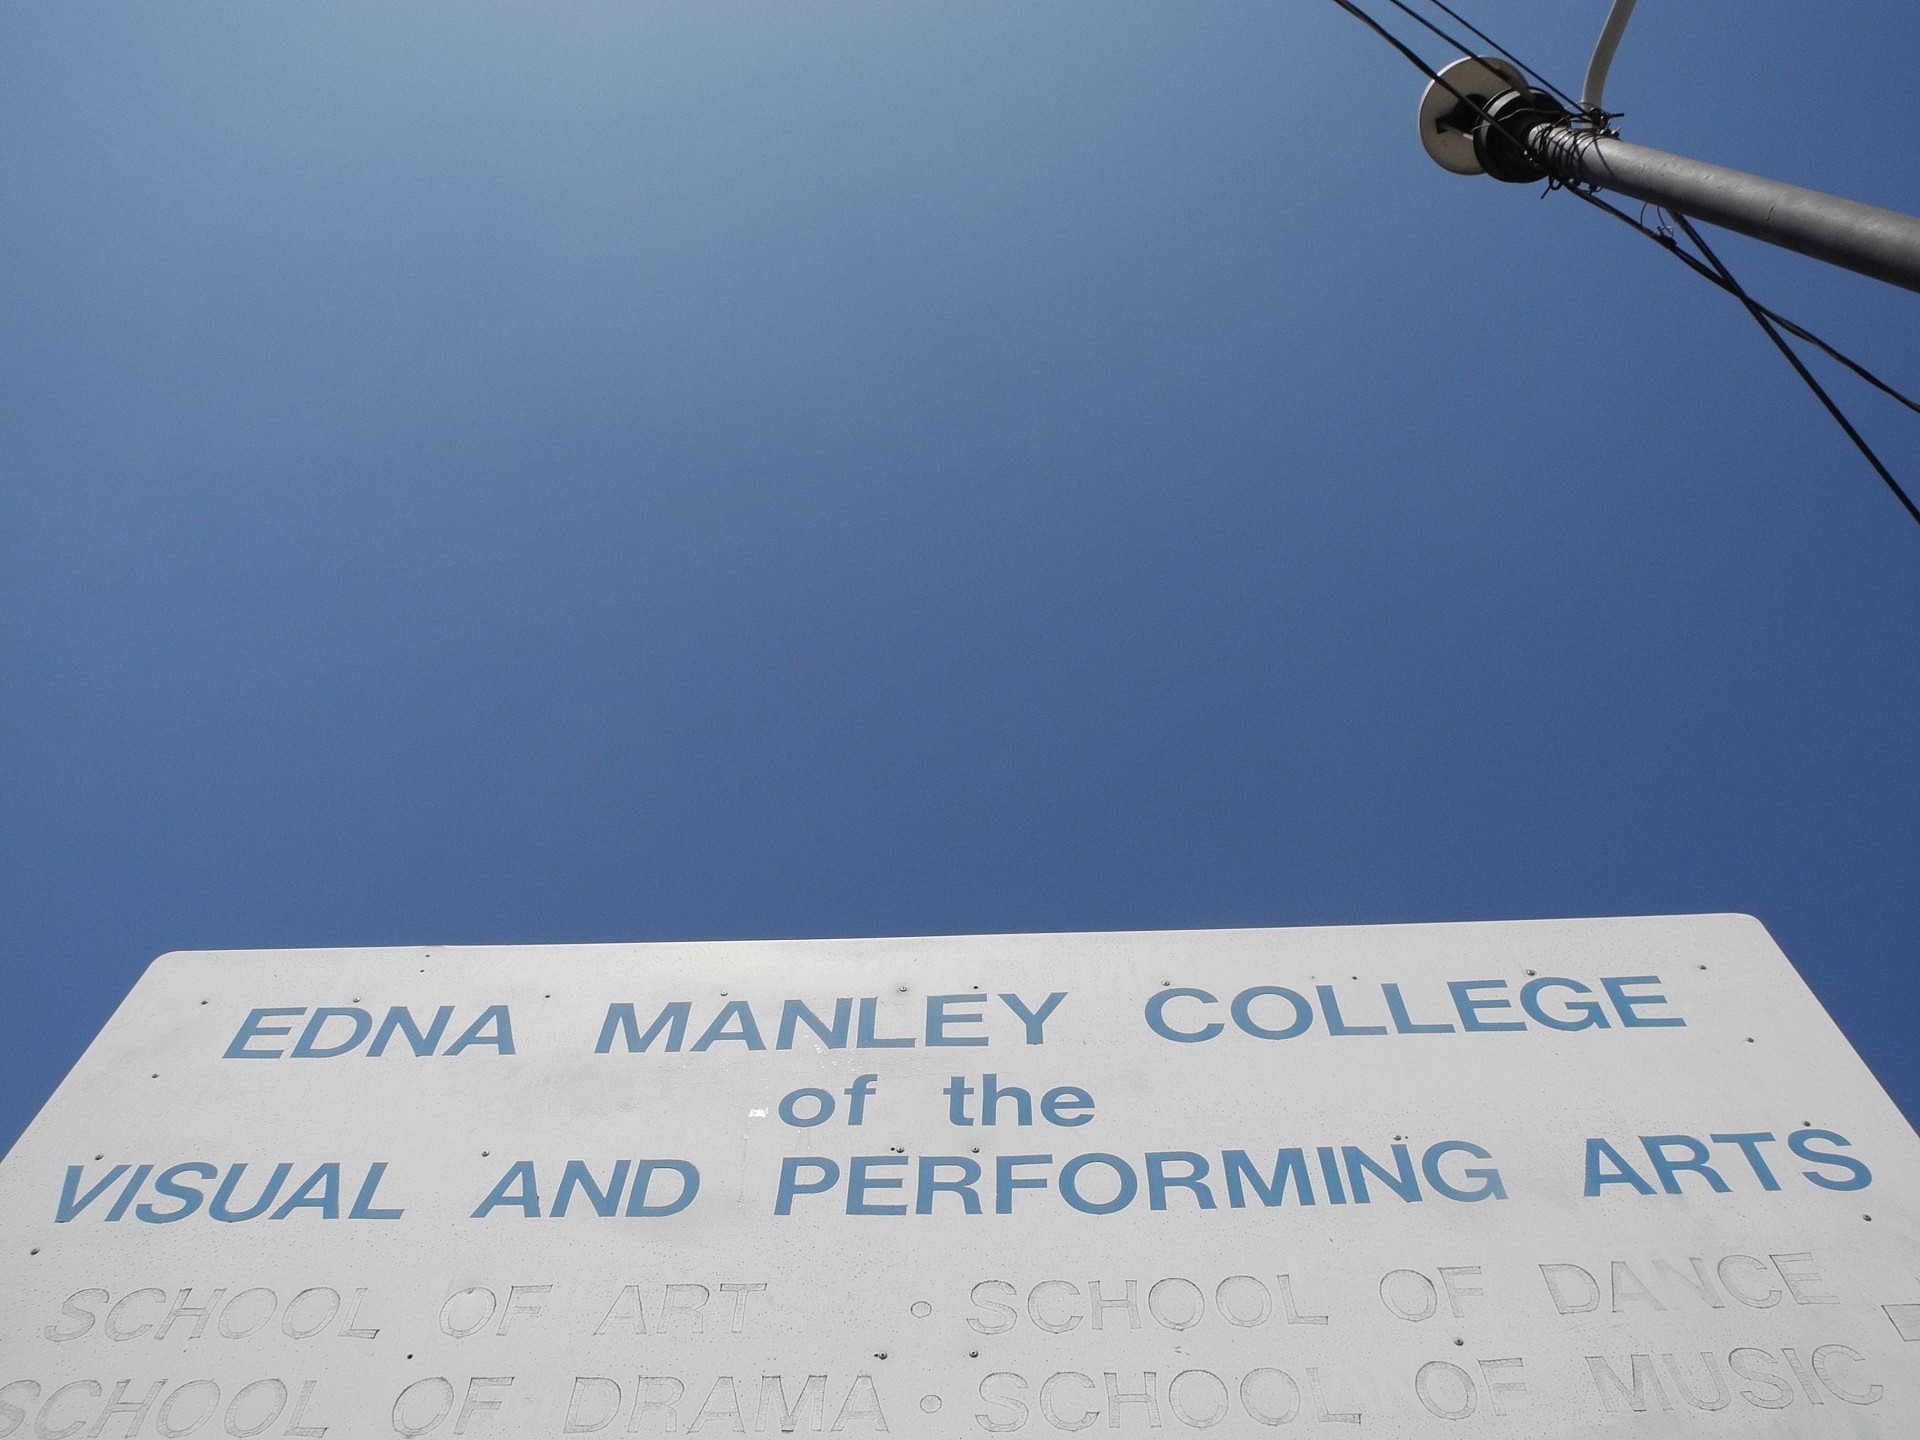 EDNA MANLEY COLLEGE
of the
VISUAL AND PERFORMING ARTS
SCHOOL OF ART • SCHOOL OF DANCE
SCHOOL OF DRAMA • SCHOOL OF MUSIC